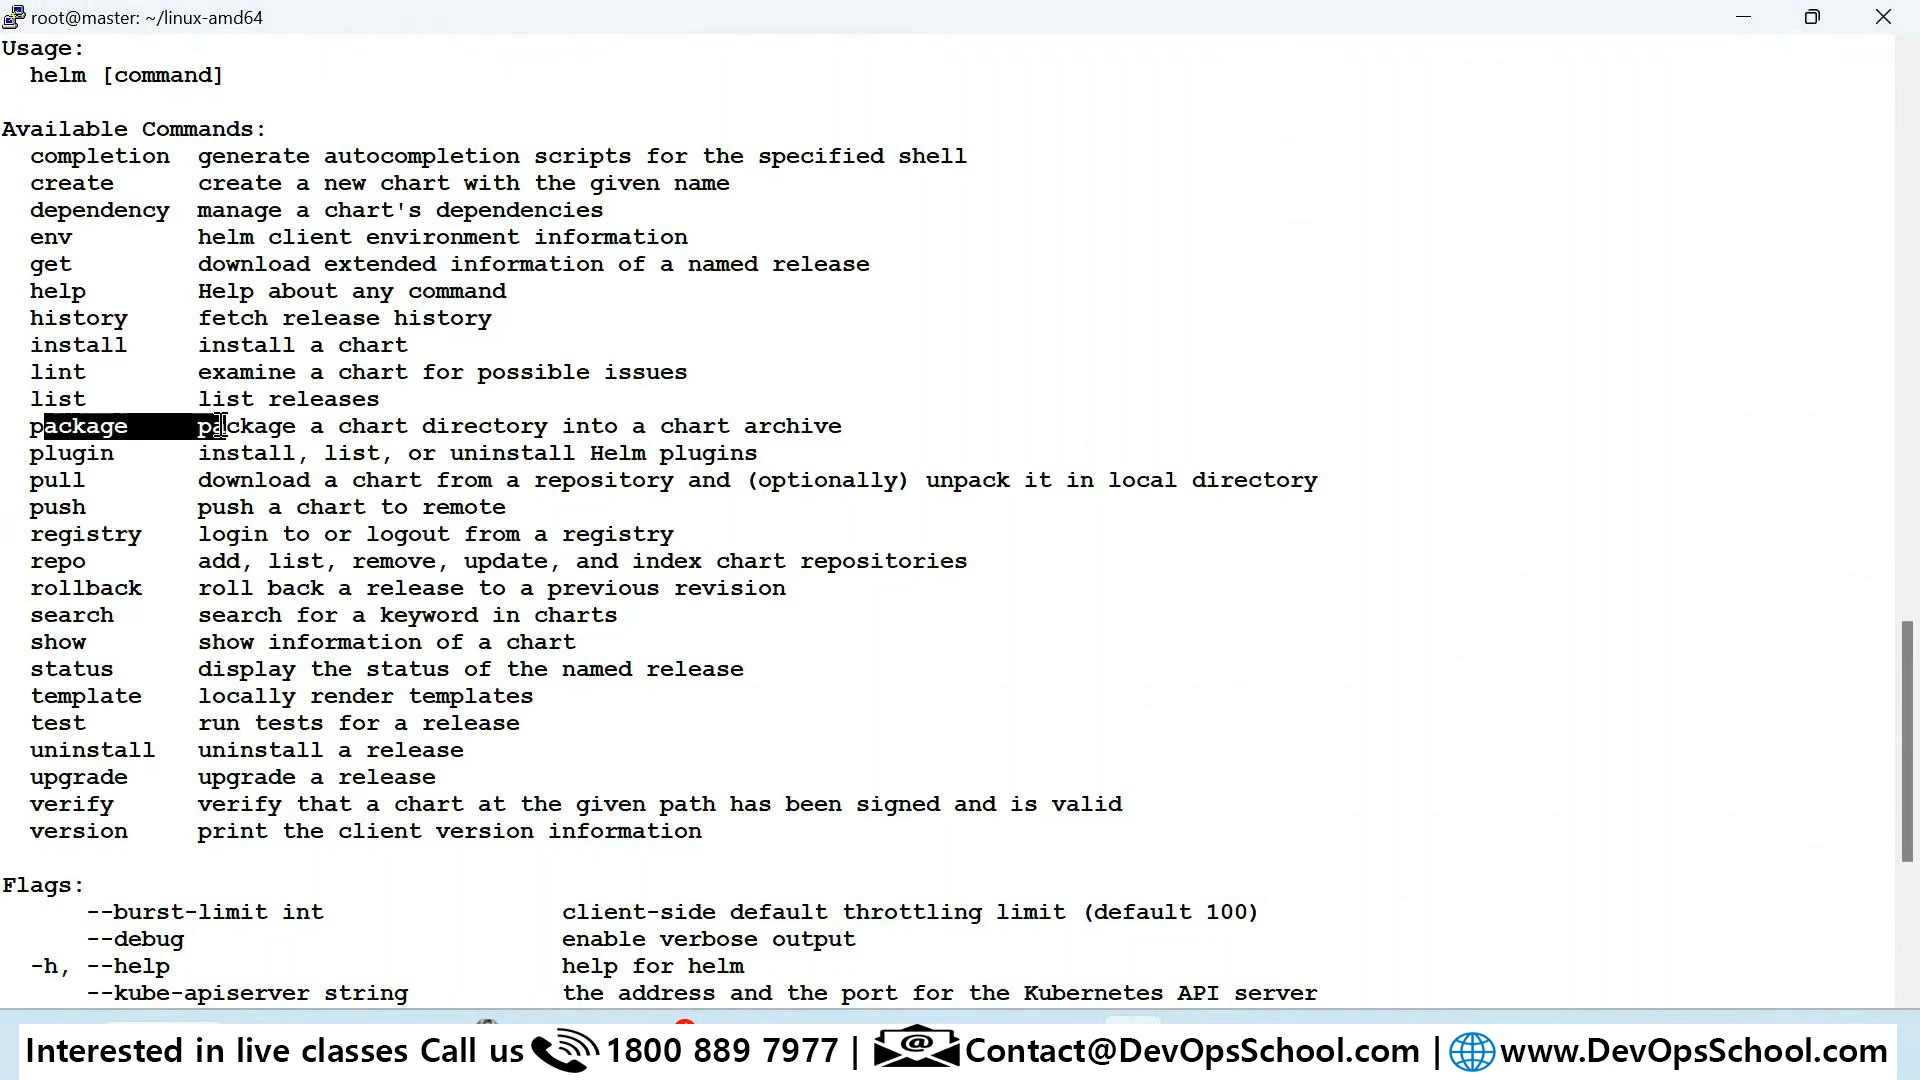 root@master: ~/linux-amd64
Usage:
  helm [command]
Available Commands:
  completion  generate autocompletion scripts for the specified shell
  create      create a new chart with the given name
  dependency  manage a chart's dependencies
  env         helm client environment information
  get         download extended information of a named release
  help        Help about any command
  history     fetch release history
  install     install a chart
  lint        examine a chart for possible issues
  list        list releases
  package     package a chart directory into a chart archive
  plugin      install, list, or uninstall Helm plugins
  pull        download a chart from a repository and (optionally) unpack it in local directory
  push        push a chart to remote
  registry    login to or logout from a registry
  repo        add, list, remove, update, and index chart repositories
  rollback    roll back a release to a previous revision
  search      search for a keyword in charts
  show        show information of a chart
  status      display the status of the named release
  template    locally render templates
  test        run tests for a release
  uninstall   uninstall a release
  upgrade     upgrade a release
  verify      verify that a chart at the given path has been signed and is valid
  version     print the client version information
Flags:
      --burst-limit int                 client-side default throttling limit (default 100)
      --debug                           enable verbose output
  -h, --help                            help for helm
      --kube-apiserver string           the address and the port for the Kubernetes API server
Interested in live classes Call us 1800 889 7977 | Contact@DevOpsSchool.com | www.DevOpsSchool.com